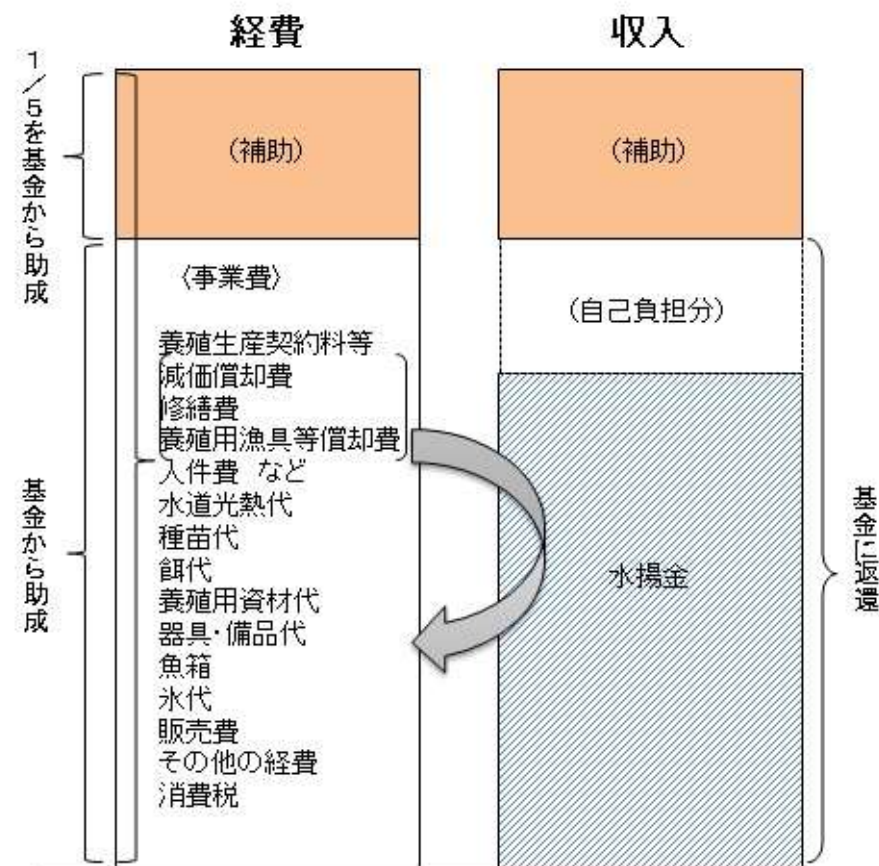 経費
収入
1/5を基金から助成
(補助)
(補助)
〈事業費〉
(自己負担分)
養殖生産契約料等
減価償却費
修繕費
養殖用漁具等償却費
人件費 など
水道光熱代
種苗代
餌代
養殖用資材代
器具・備品代
魚箱
氷代
販売費
その他の経費
消費税
基金から助成
水揚金
基金に返還